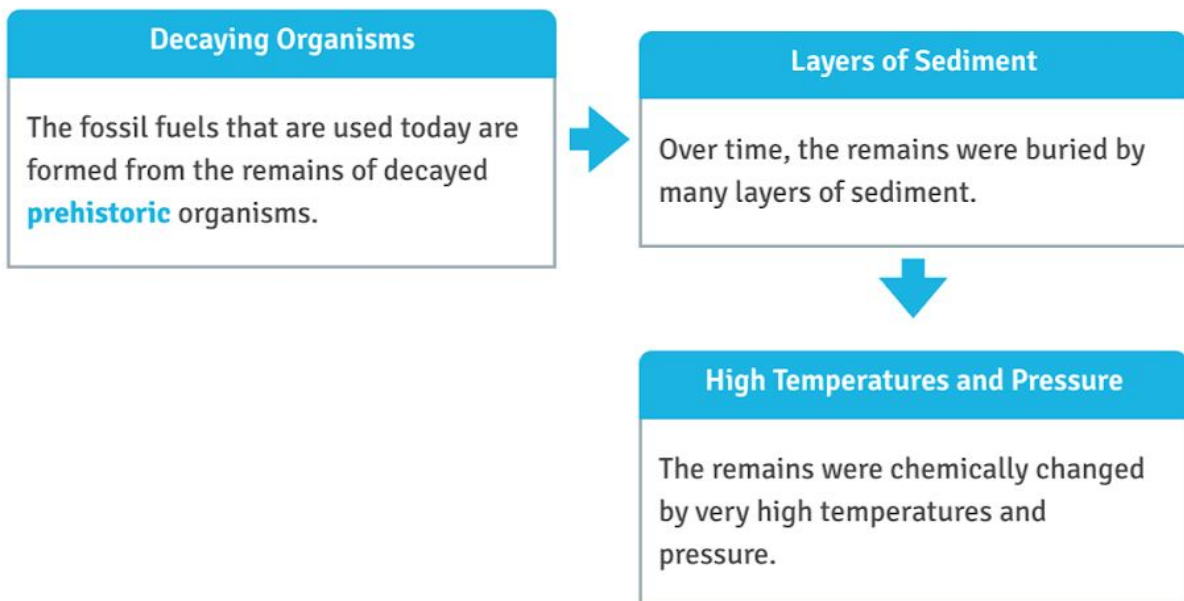 Decaying Organisms
The fossil fuels that are used today are
formed from the remains of decayed
prehistoric organisms.
Layers of Sediment
Over time, the remains were buried by
many layers of sediment.
High Temperatures and Pressure
The remains were chemically changed
by very high temperatures and
pressure.